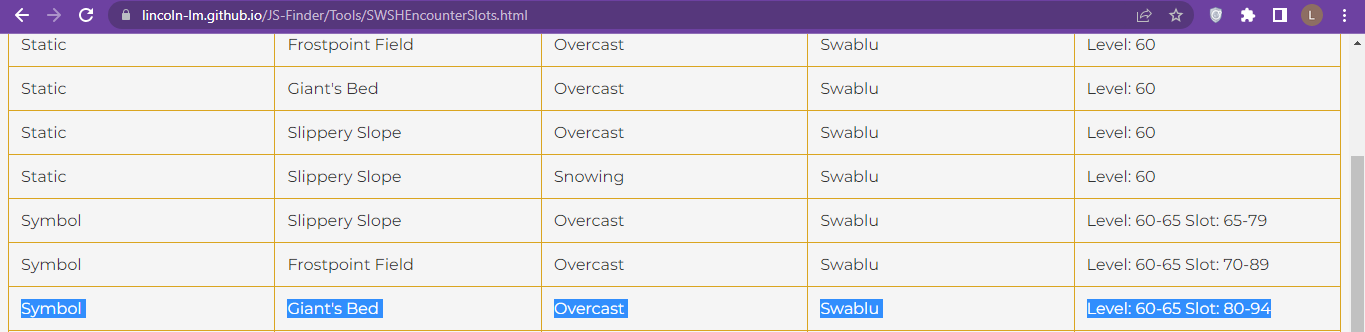 lincoln-lm.github.io/JS-Finder/Tools/SWSHEncounterSlots.html L
Static Frostpoint Field Overcast Swablu Level: 60
Static Giant's Bed Overcast Swablu Level: 60
Static Slippery Slope Overcast Swablu Level: 60
Static Slippery Slope Snowing Swablu Level: 60
Symbol Slippery Slope Overcast Swablu Level: 60-65 Slot: 65-79
Symbol Frostpoint Field Overcast Swablu Level: 60-65 Slot: 70-89
Symbol Giant's Bed Overcast Swablu Level: 60-65 Slot: 80-94